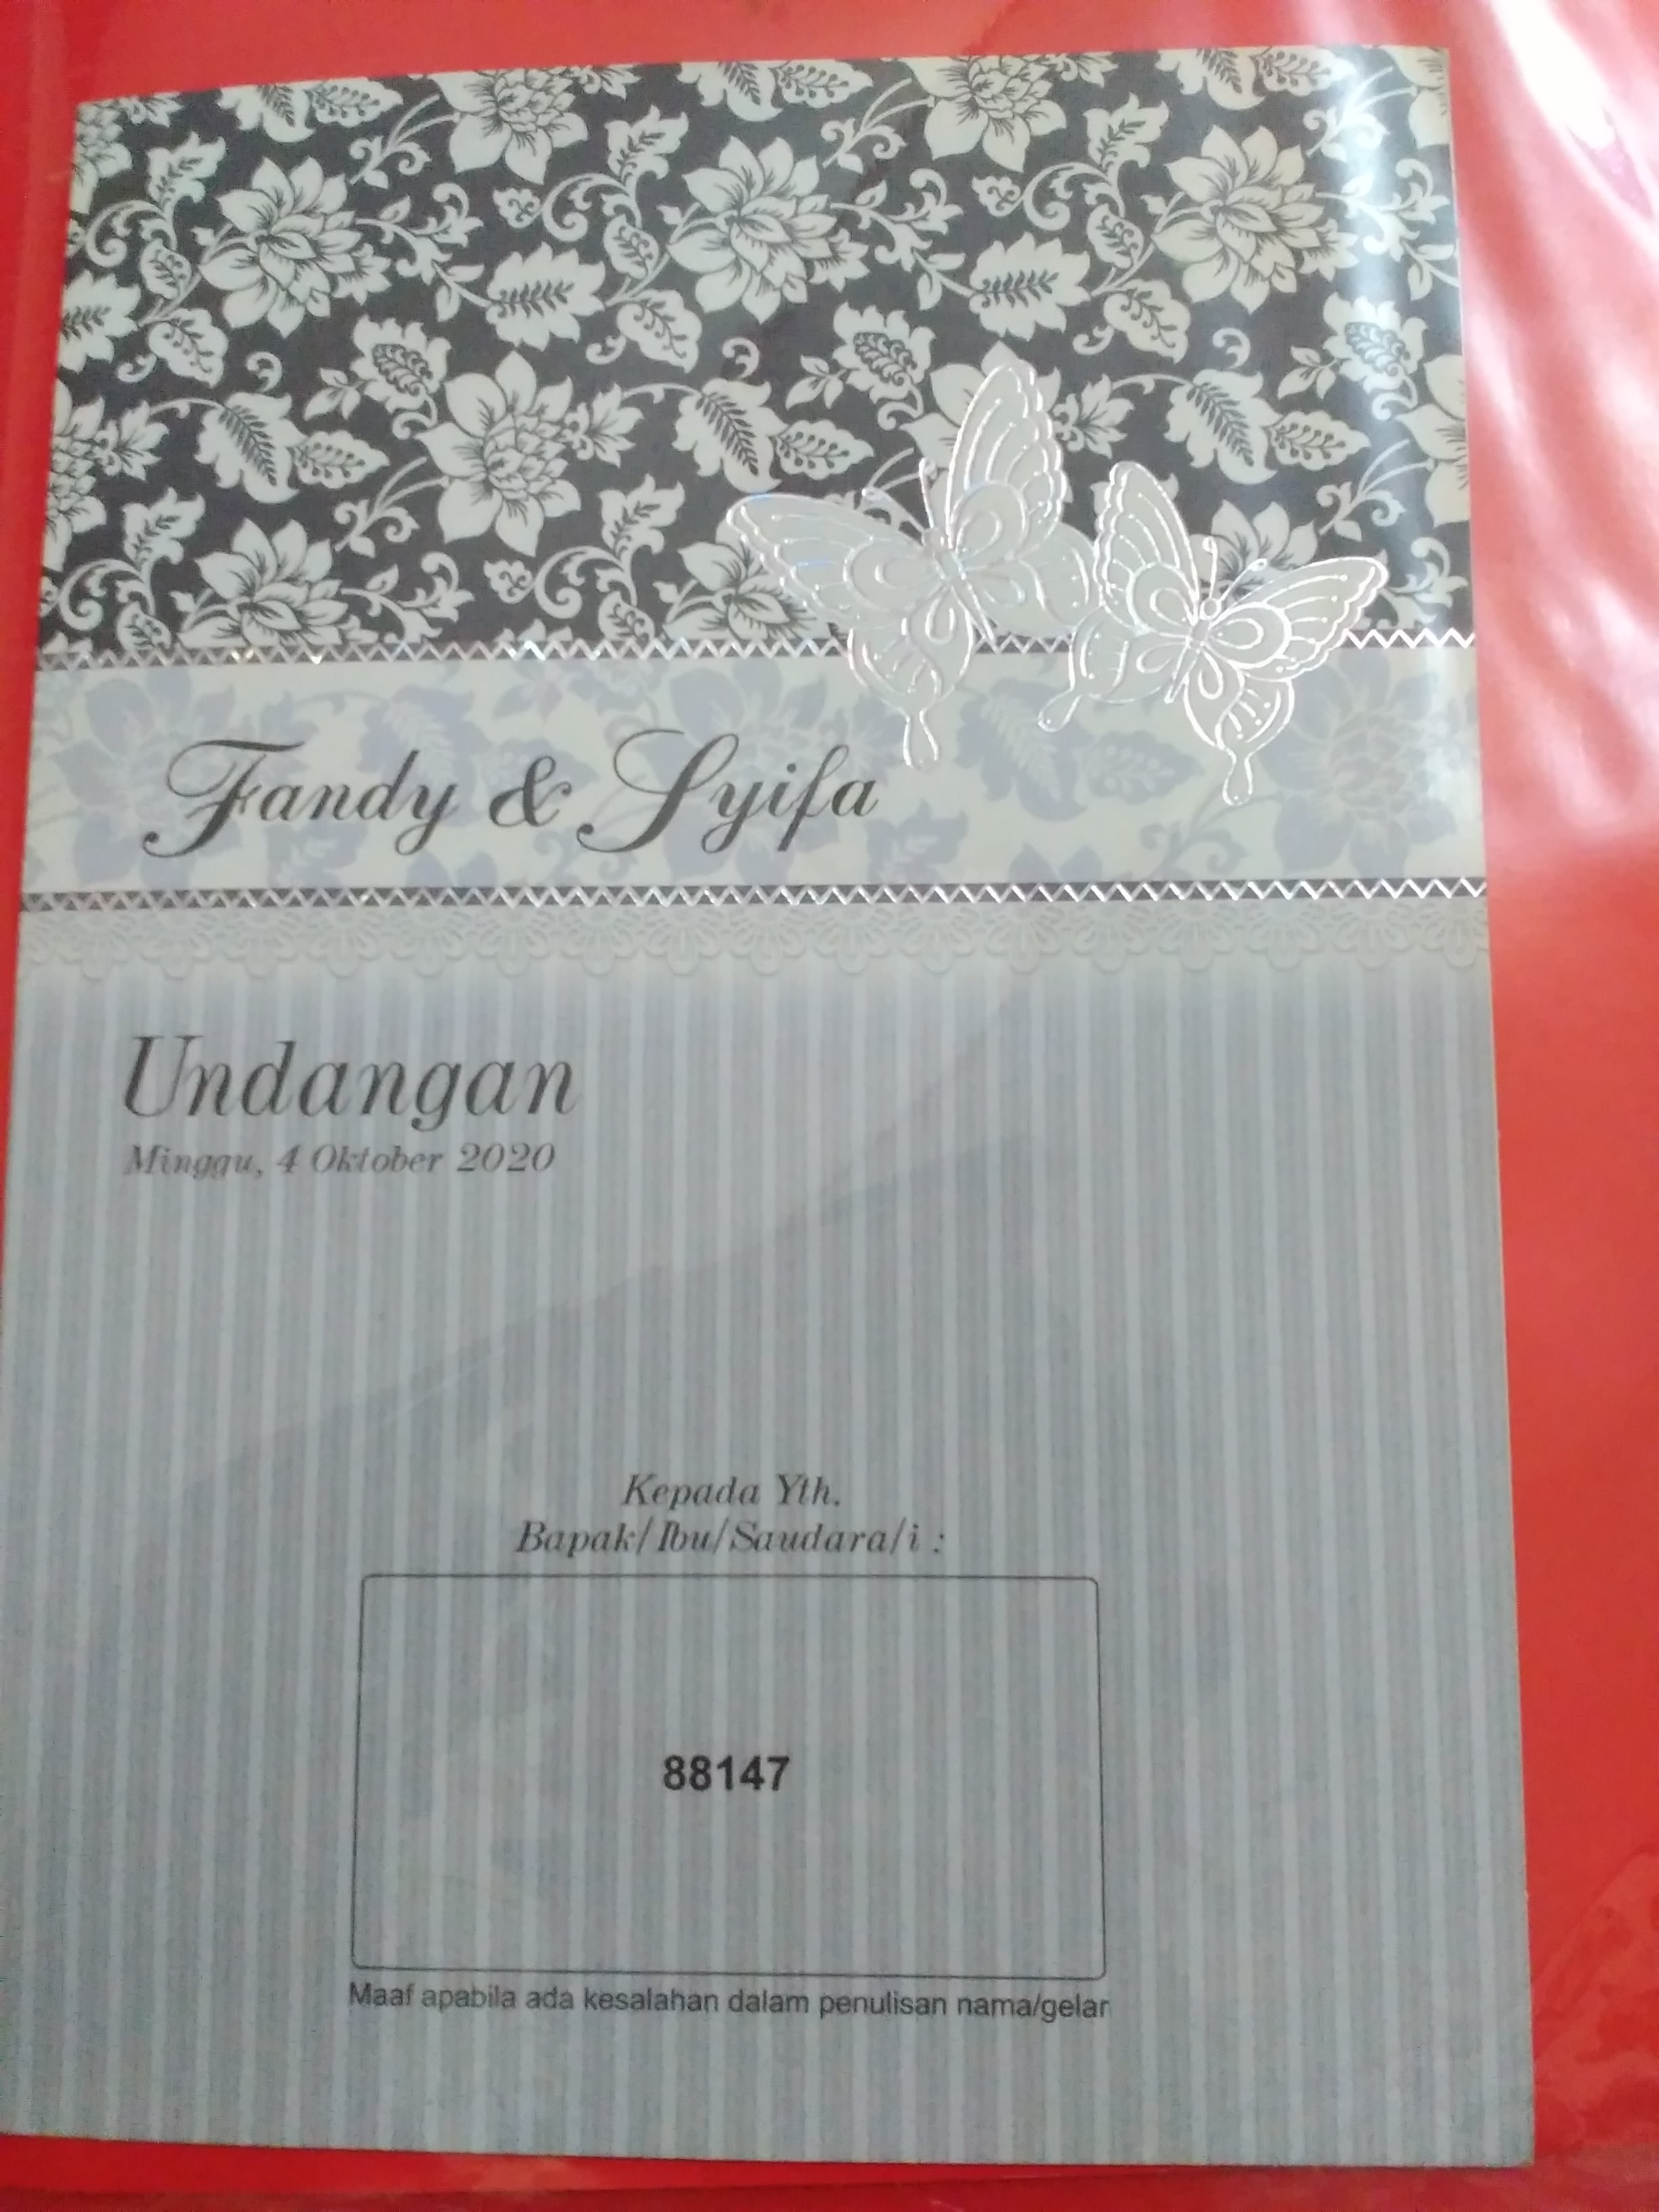 Fandy & Syifa
Undangan
Minggu, 4 Oktober 2020
Kepada Yth.
Bapak/Ibu/Saudara/i :
88147
Maaf apabila ada kesalahan dalam penulisan nama/gelar